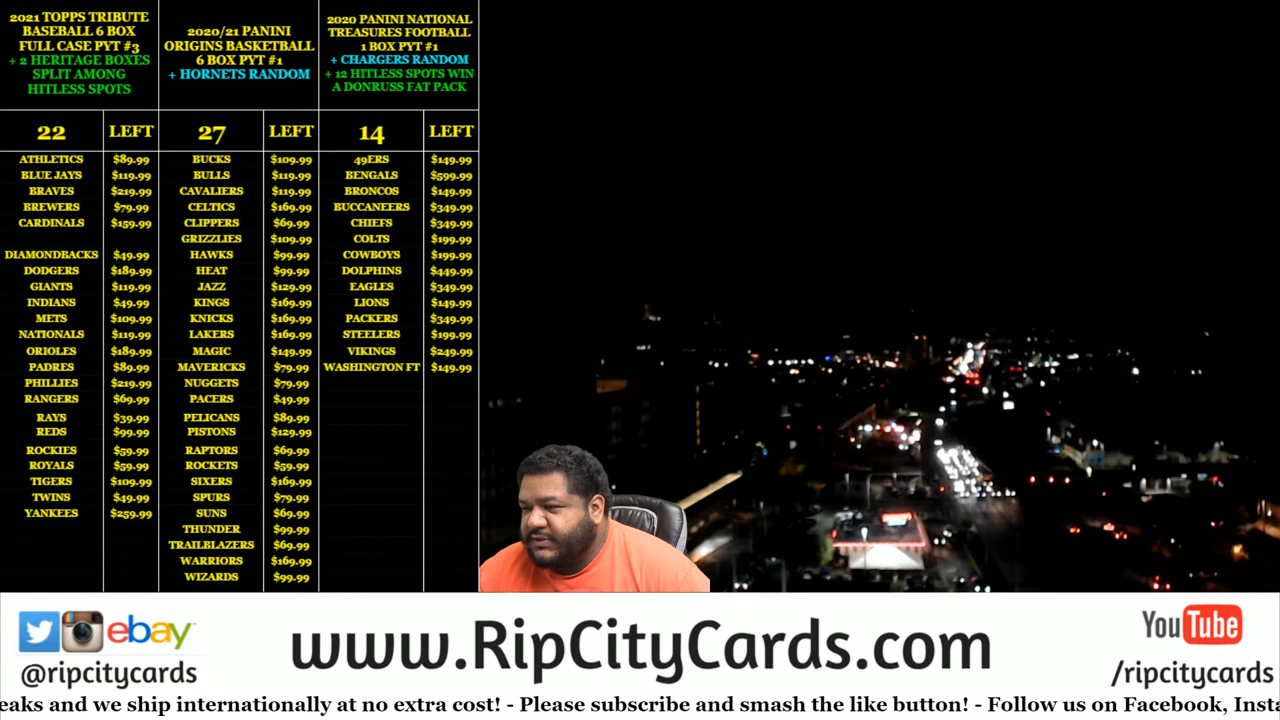 2021 TOPPS TRIBUTE
BASEBALL 6 BOX
FULL CASE PYT #3
+ 2 HERITAGE BOXES
SPLIT AMONG
HITLESS SPOTS
22 LEFT
ATHLETICS $89.99
BLUE JAYS $119.99
BRAVES $219.99
BREWERS $79.99
CARDINALS $159.99
DIAMONDBACKS $49.99
DODGERS $189.99
GIANTS $119.99
INDIANS $49.99
METS $109.99
NATIONALS $119.99
ORIOLES $189.99
PADRES $89.99
PHILLIES $219.99
RANGERS $69.99
RAYS $39.99
REDS $99.99
ROCKIES $59.99
ROYALS $59.99
TIGERS $109.99
TWINS $49.99
YANKEES $259.99
2020/21 PANINI
ORIGINS BASKETBALL
6 BOX PYT #1
+ HORNETS RANDOM
27 LEFT
BUCKS $109.99
BULLS $119.99
CAVALIERS $119.99
CELTICS $169.99
CLIPPERS $69.99
GRIZZLIES $109.99
HAWKS $99.99
HEAT $99.99
JAZZ $129.99
KINGS $169.99
KNICKS $169.99
LAKERS $169.99
MAGIC $149.99
MAVERICKS $79.99
NUGGETS $79.99
PACERS $49.99
PELICANS $89.99
PISTONS $129.99
RAPTORS $69.99
ROCKETS $59.99
SIXERS $169.99
SPURS $79.99
SUNS $69.99
THUNDER $99.99
TRAILBLAZERS $69.99
WARRIORS $169.99
WIZARDS $99.99
2020 PANINI NATIONAL
TREASURES FOOTBALL
1 BOX PYT #1
+ CHARGERS RANDOM
+ 12 HITLESS SPOTS WIN
A DONRUSS FAT PACK
14 LEFT
49ERS $149.99
BENGALS $599.99
BRONCOS $149.99
BUCCANEERS $349.99
CHIEFS $349.99
COLTS $199.99
COWBOYS $199.99
DOLPHINS $449.99
EAGLES $349.99
LIONS $149.99
PACKERS $349.99
STEELERS $199.99
VIKINGS $249.99
WASHINGTON FT $149.99
ebay
@ripcitycards
www.RipCityCards.com
YouTube
/ripcitycards
eaks and we ship internationally at no extra cost! - Please subscribe and smash the like button! - Follow us on Facebook, Insta